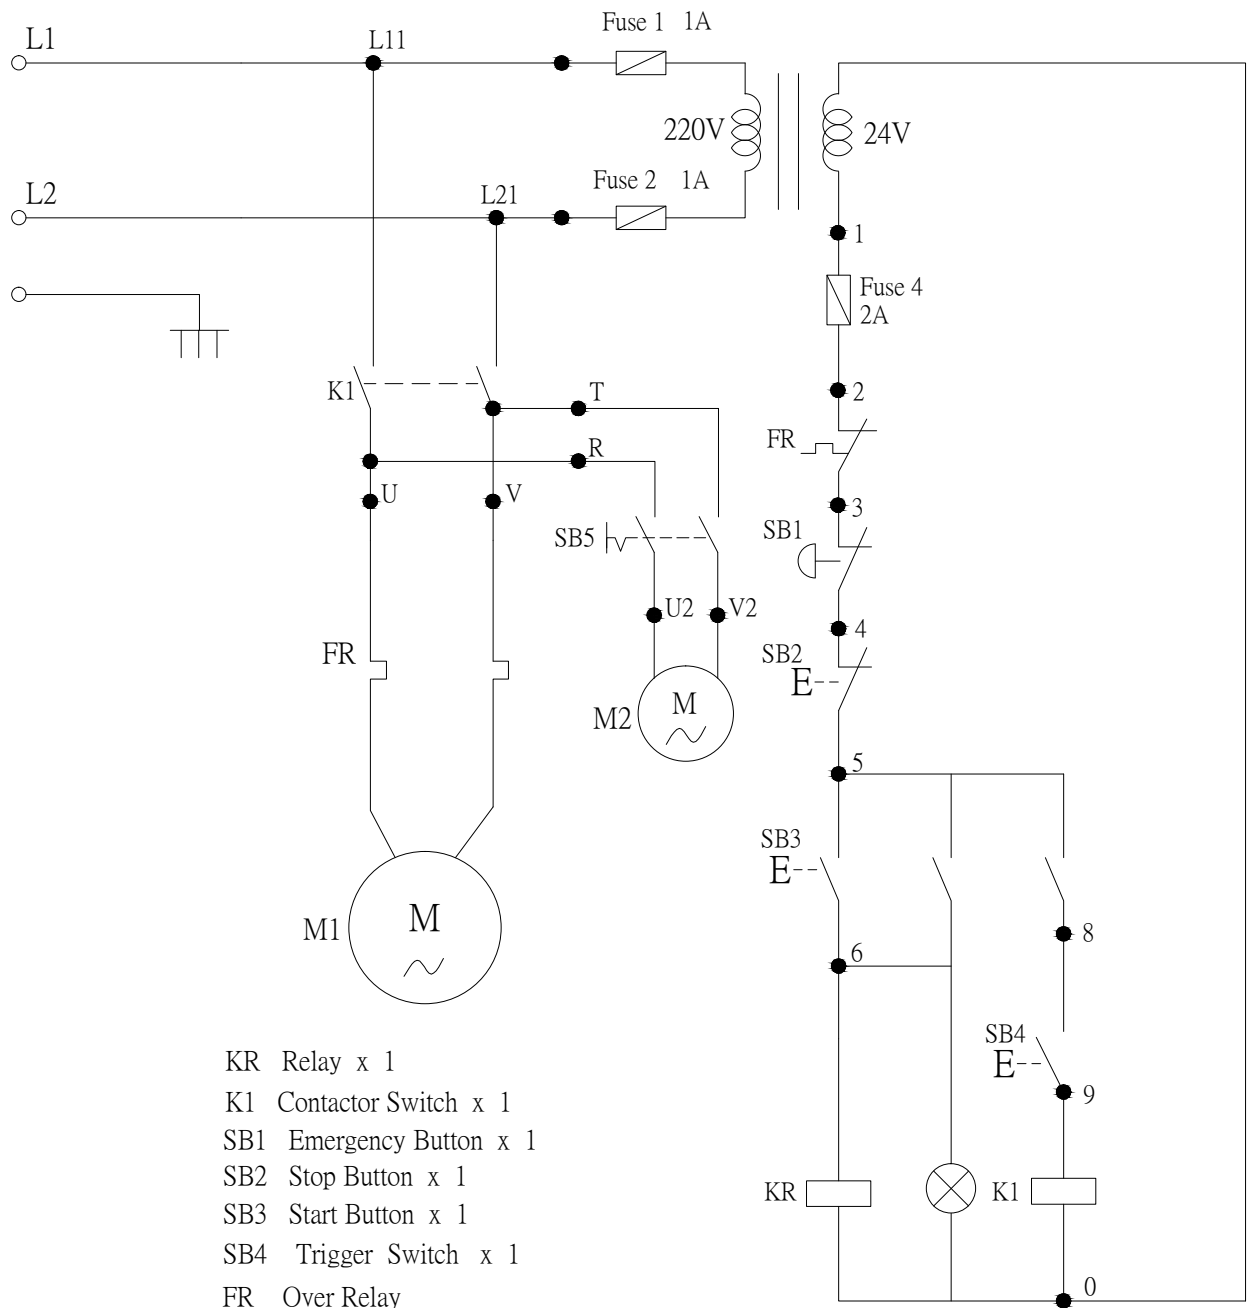 Fuse 1 1A
L1
L11
220V
24V
Fuse 2 1A
L2
L21
1
Fuse 4
2A
K1
T
2
R
FR
U
V
3
SB5
SB1
U2
V2
4
FR
SB2
E
M
M2
5
SB3
E
M
M1
8
6
SB4
E
9
KR
K1
0
KR Relay x 1
K1 Contactor Switch x 1
SB1 Emergency Button x 1
SB2 Stop Button x 1
SB3 Start Button x 1
SB4 Trigger Switch x 1
FR Over Relay